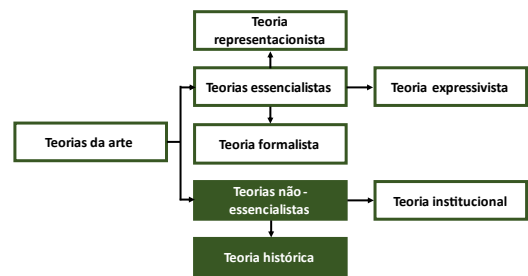 Teoria
representacionista
Teorias essencialistas
Teoria expressivista
Teoria formalista
Teorias da arte
Teorias não-
essencialistas
Teoria institucional
Teoria histórica